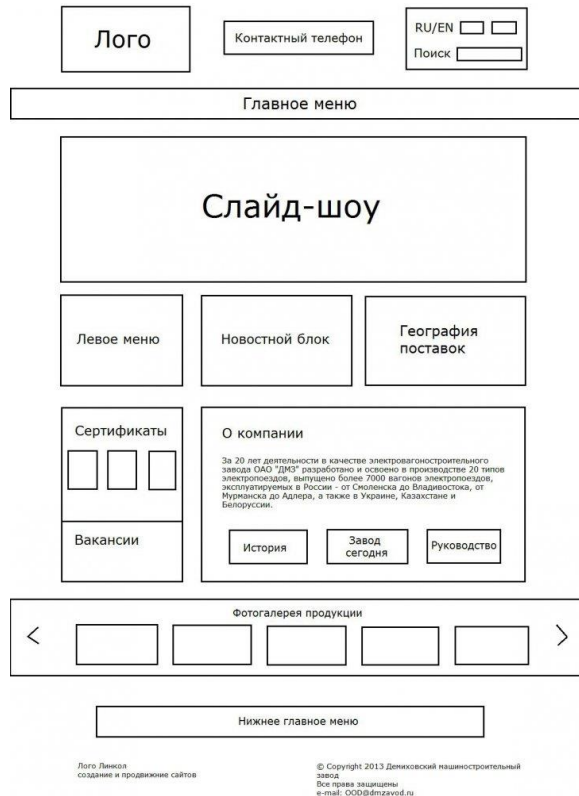 Лого
Контактный телефон
RU/EN
Поиск
Главное меню
Слайд-шоу
Левое меню
Новостной блок
География
поставок
Сертификаты
Вакансии
О компании
За 20 лет деятельности в качестве электровагоностроительного
завода ОАО "ДМЗ" разработано и освоено в производстве 20 типов
электропоездов, выпущено более 7000 вагонов электропоездов,
эксплуатируемых в России - от Смоленска до Владивостока, от
Мурманска до Адлера, а также в Украине, Казахстане и
Белоруссии.
История
Завод
сегодня
Руководство
Фотогалерея продукции
<
>
Нижнее главное меню
Лого Линкол
создание и продвижние сайтов
© Copyright 2013 Демиховский машиностроительный
завод
Все права защищены
e-mail: OOD@dmzavod.ru